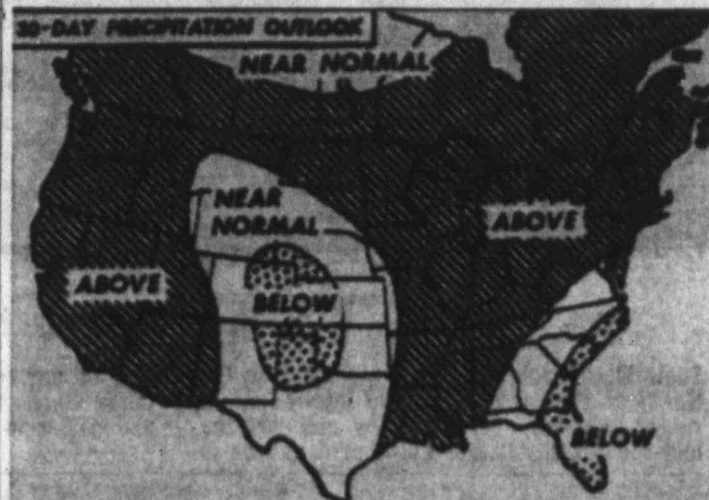 30-DAY PRECIPITATION OUTLOOK
NEAR NORMAL
NEAR
NORMAL
ABOVE
ABOVE
BELOW
BELOW